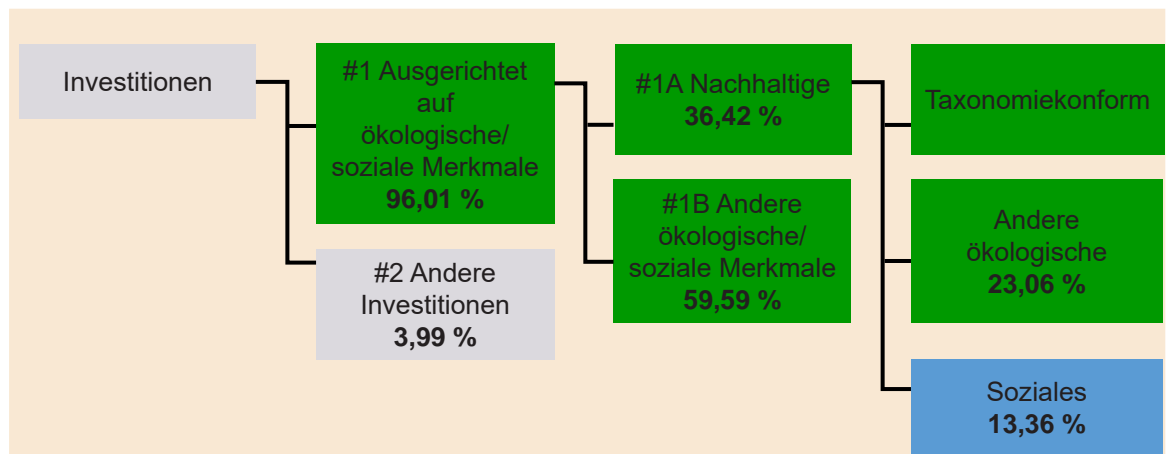 Investitionen
#1 Ausgerichtet
auf
ökologische/
soziale Merkmale
96,01 %
#2 Andere
Investitionen
3,99 %
#1A Nachhaltige
36,42 %
#1B Andere
ökologische/
soziale Merkmale
59,59 %
Taxonomiekonform
Andere
ökologische
23,06 %
Soziales
13,36 %